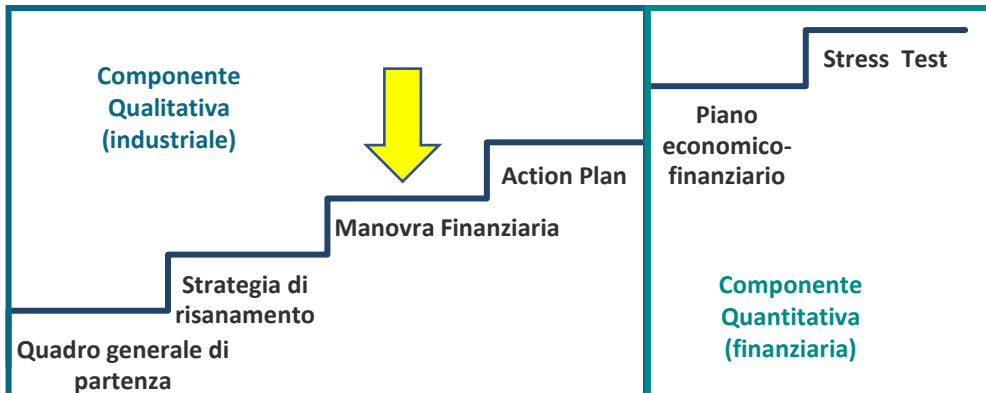 Componente
Qualitativa
(industriale)
Stress Test
Piano
economico-
finanziario
Action Plan
Manovra Finanziaria
Strategia di
risanamento
Quadro generale di
partenza
Componente
Quantitativa
(finanziaria)